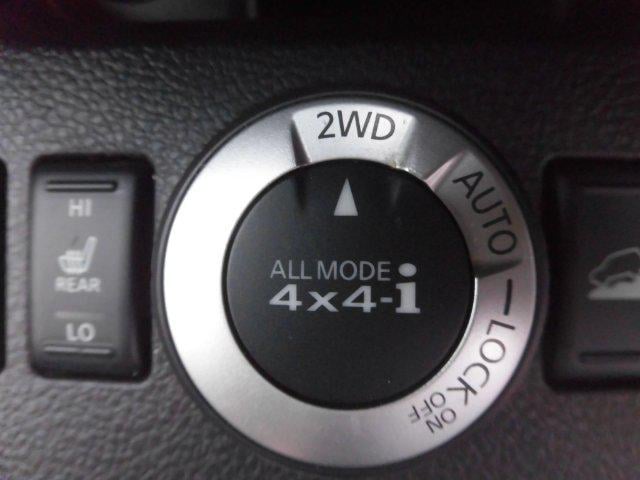 2WD
AUTO
LOCK
ON
OFF
ALL MODE
4x4-i
HI
REAR
LO